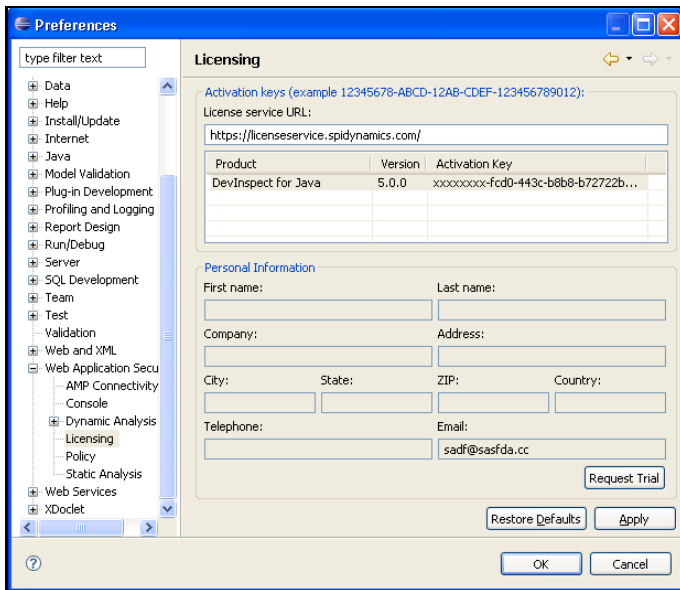 Preferences
type filter text
Data
Help
Install/Update
Internet
Java
Model Validation
Plug-in Development
Profiling and Logging
Report Design
Run/Debug
Server
SQL Development
Team
Test
Validation
Web and XML
Web Application Secu
AMP Connectivity
Console
Dynamic Analysis
Licensing
Policy
Static Analysis
Web Services
XDoclet
Licensing
Activation keys (example 12345678-ABCD-12AB-CDEF-123456789012):
License service URL:
https://licenseservice.spidynamics.com/
Product Version Activation Key
DevInspect for Java 5.0.0 xxxxxxxx-fcd0-443c-b8b8-b72722b...
Personal Information
First name: Last name:
Company: Address:
City: State: ZIP: Country:
Telephone: Email:
sadf@sasfda.cc
Request Trial
Restore Defaults Apply
? OK Cancel